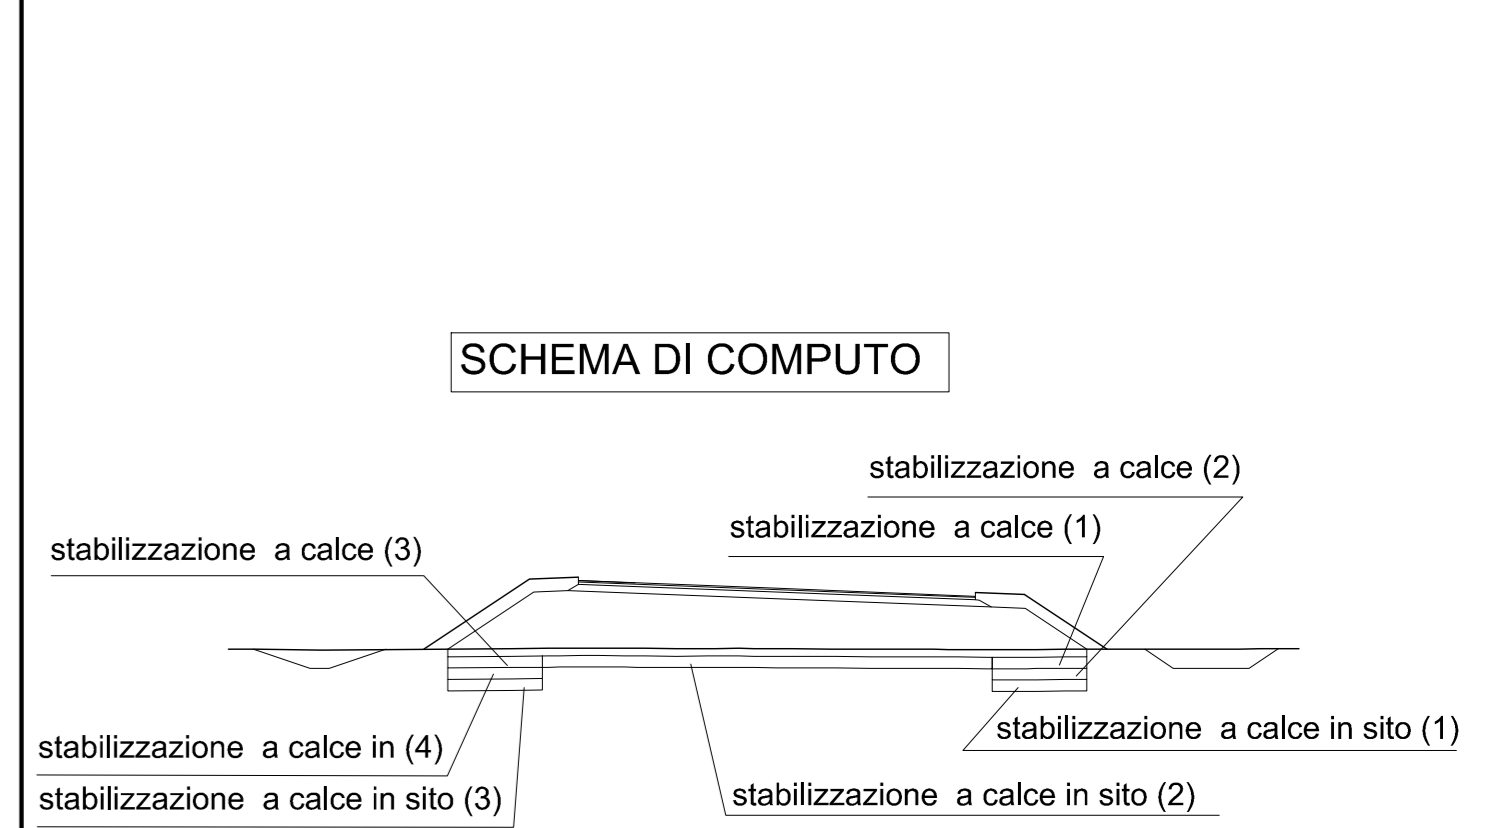 SCHEMA DI COMPUTO
stabilizzazione a calce (2)
stabilizzazione a calce (1)
stabilizzazione a calce (3)
stabilizzazione a calce in sito (1)
stabilizzazione a calce in (4)
stabilizzazione a calce in sito (2)
stabilizzazione a calce in sito (3)